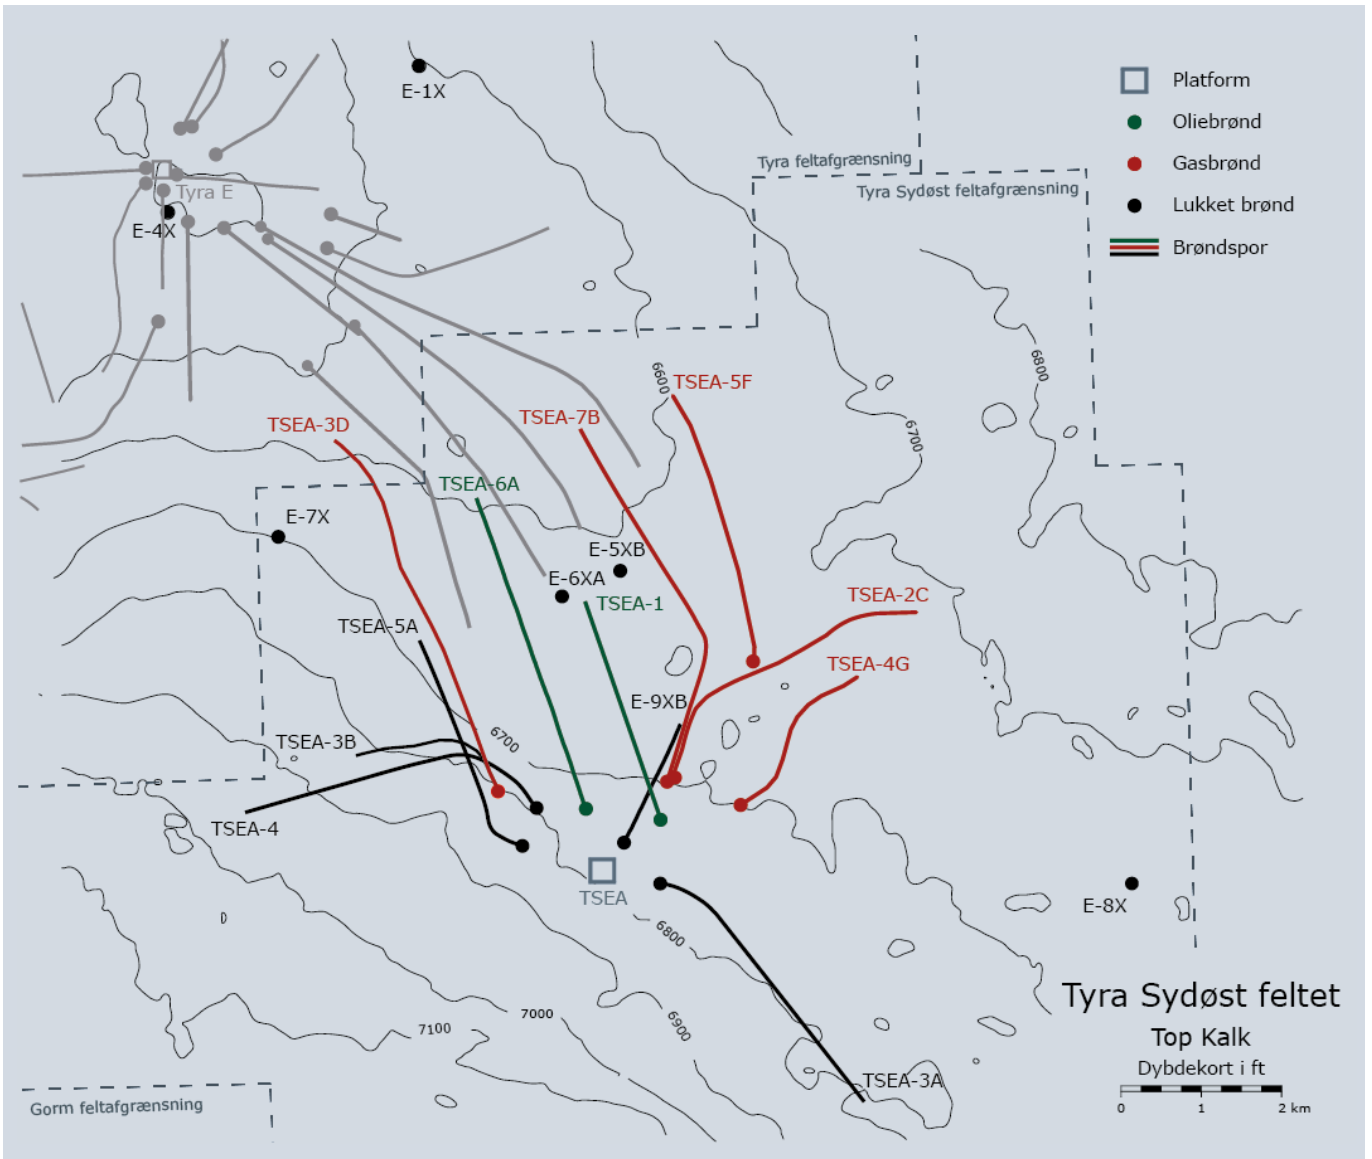 E-1X
Platform
Oliebrønd
Gasbrønd
Lukket brønd
Brøndspor
Tyra feltafgrænsning
Tyra Sydøst feltafgrænsning
Tyra E
E-4X
6800
6600
TSEA-5F
TSEA-7B
TSEA-3D
6700
TSEA-6A
E-7X
E-5XB
E-6XA
TSEA-1
TSEA-2C
TSEA-5A
TSEA-4G
E-9XB
TSEA-3B
6700
TSEA-4
TSEA
E-8X
6800
Tyra Sydøst feltet
Top Kalk
Dybdekort i ft
0 1 2 km
7000
6900
7100
TSEA-3A
Gorm feltafgrænsning